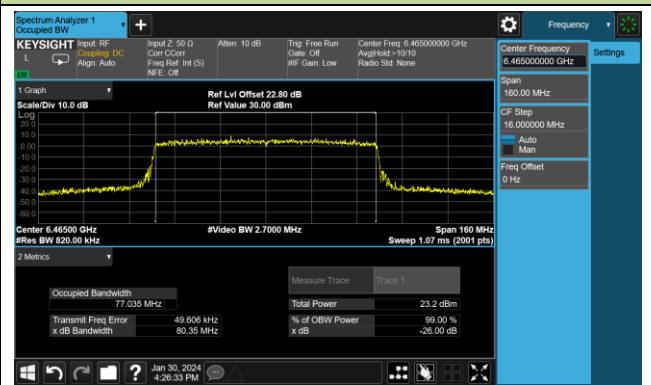 Spectrum Analyzer 1
Occupied BW
Frequency
KEYSIGHT
L
Input: RF
Coupling: DC
Align: Auto
Input Z: 50 Ω
Corr CCorr
Freq Ref: Int (S)
NFE: Off
Atten: 10 dB
Trig: Free Run
Gate: Off
#IF Gain: Low
Center Freq: 6.465000000 GHz
Avg|Hold:>10/10
Radio Std: None
Center Frequency
6.465000000 GHz
Settings
Span
160.00 MHz
CF Step
16.000000 MHz
Auto
Man
Freq Offset
0 Hz
1 Graph
Scale/Div 10.0 dB
Ref Lvl Offset 22.80 dB
Ref Value 30.00 dBm
Log
20.0
10.0
0.00
-10.0
-20.0
-30.0
-40.0
-50.0
-60.0
Center 6.46500 GHz
#Video BW 2.7000 MHz
Span 160 MHz
#Res BW 820.00 kHz
Sweep 1.07 ms (2001 pts)
2 Metrics
Measure Trace
Trace 1
Occupied Bandwidth
77.035 MHz
Total Power
23.2 dBm
Transmit Freq Error
49.606 kHz
% of OBW Power
99.00 %
x dB Bandwidth
80.35 MHz
x dB
-26.00 dB
Jan 30, 2024
4:26:33 PM